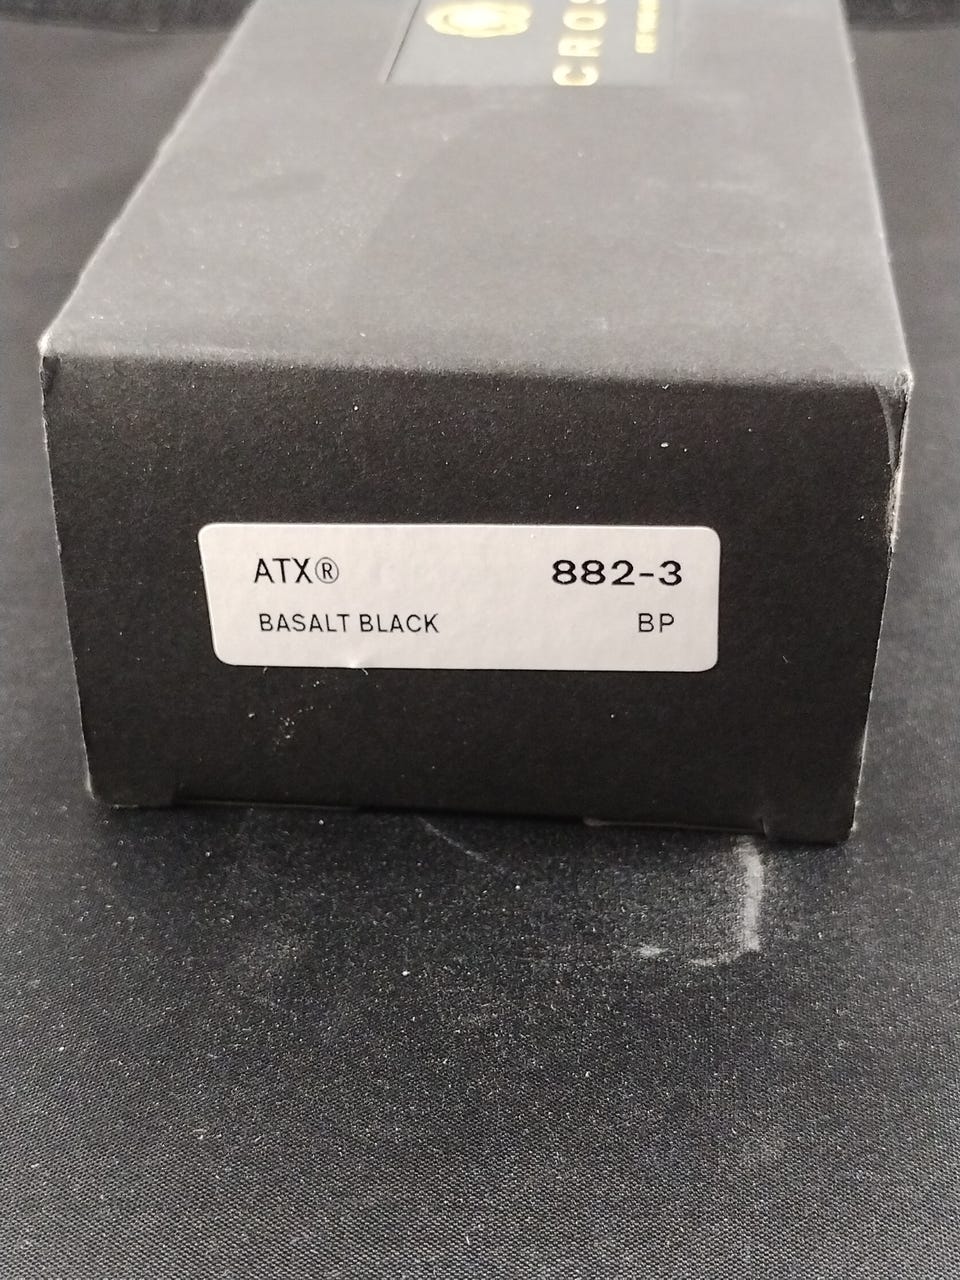 CROS
ATX® 882-3
BASALT BLACK BP